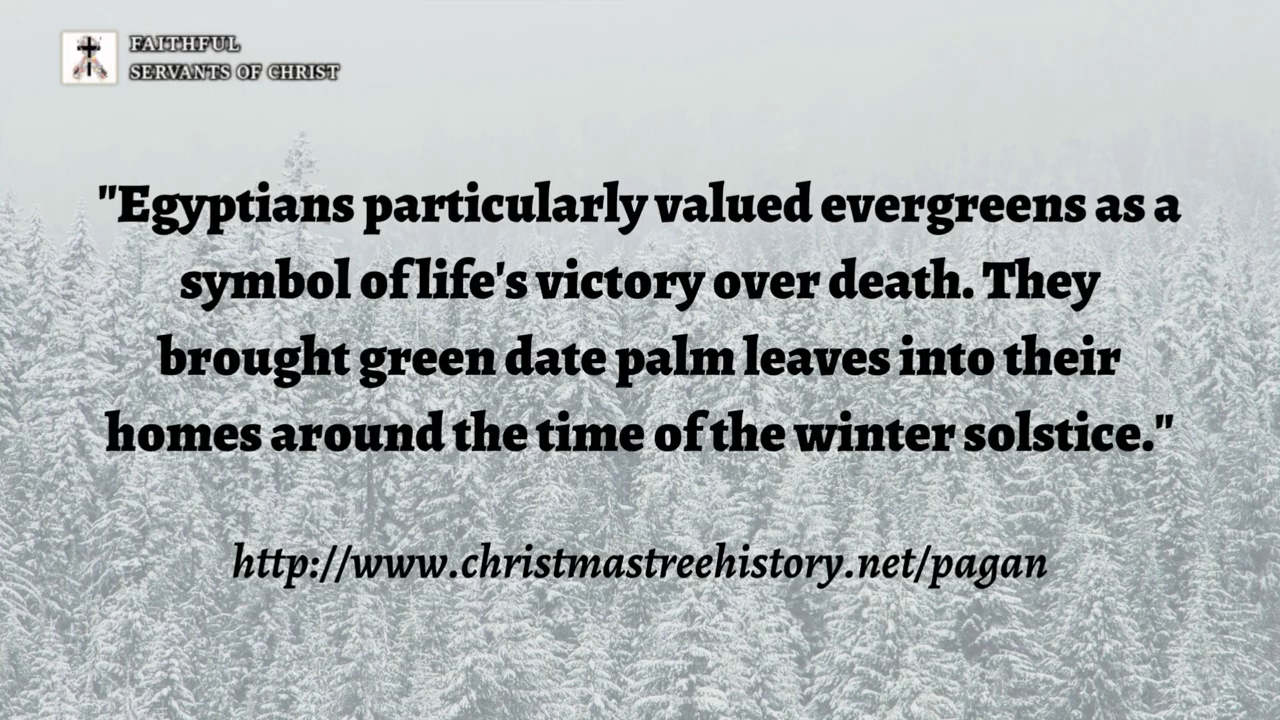 FAITHFUL
SERVANTS OF CHRIST
"Egyptians particularly valued evergreens as a
symbol of life's victory over death. They
brought green date palm leaves into their
homes around the time of the winter solstice."
http://www.christmastreehistory.net/pagan